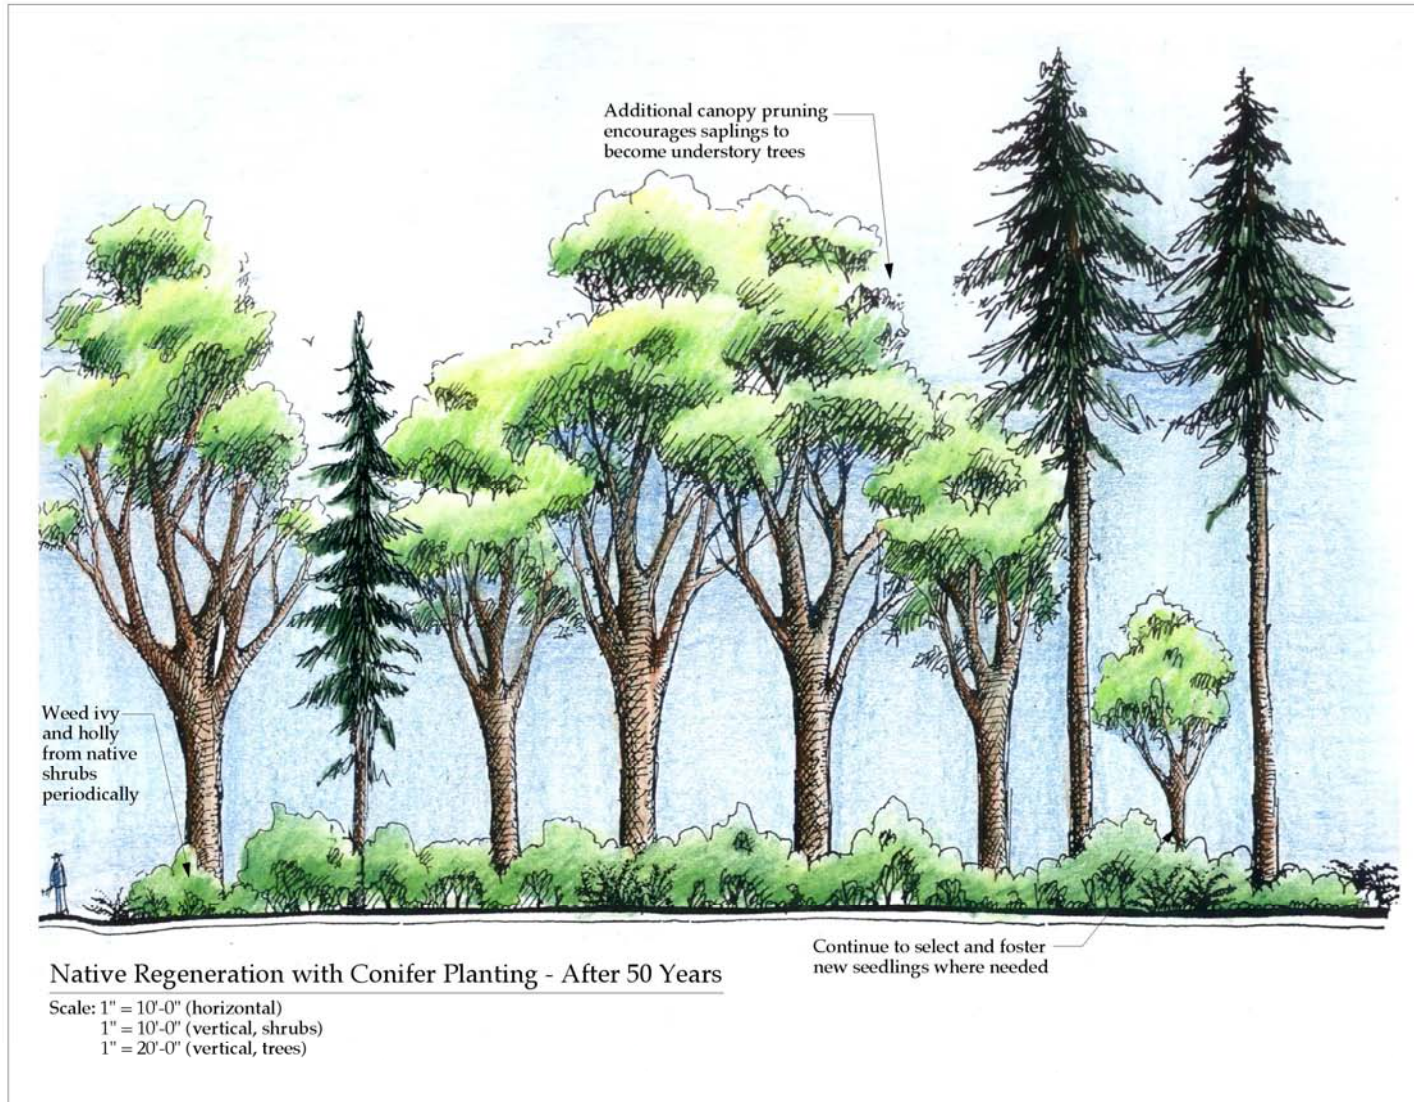 Additional canopy pruning
encourages saplings to
become understory trees
Weed ivy
and holly
from native
shrubs
periodically
Continue to select and foster
new seedlings where needed
Native Regeneration with Conifer Planting - After 50 Years
Scale: 1" = 10'-0" (horizontal)
1" = 10'-0" (vertical, shrubs)
1" = 20'-0" (vertical, trees)